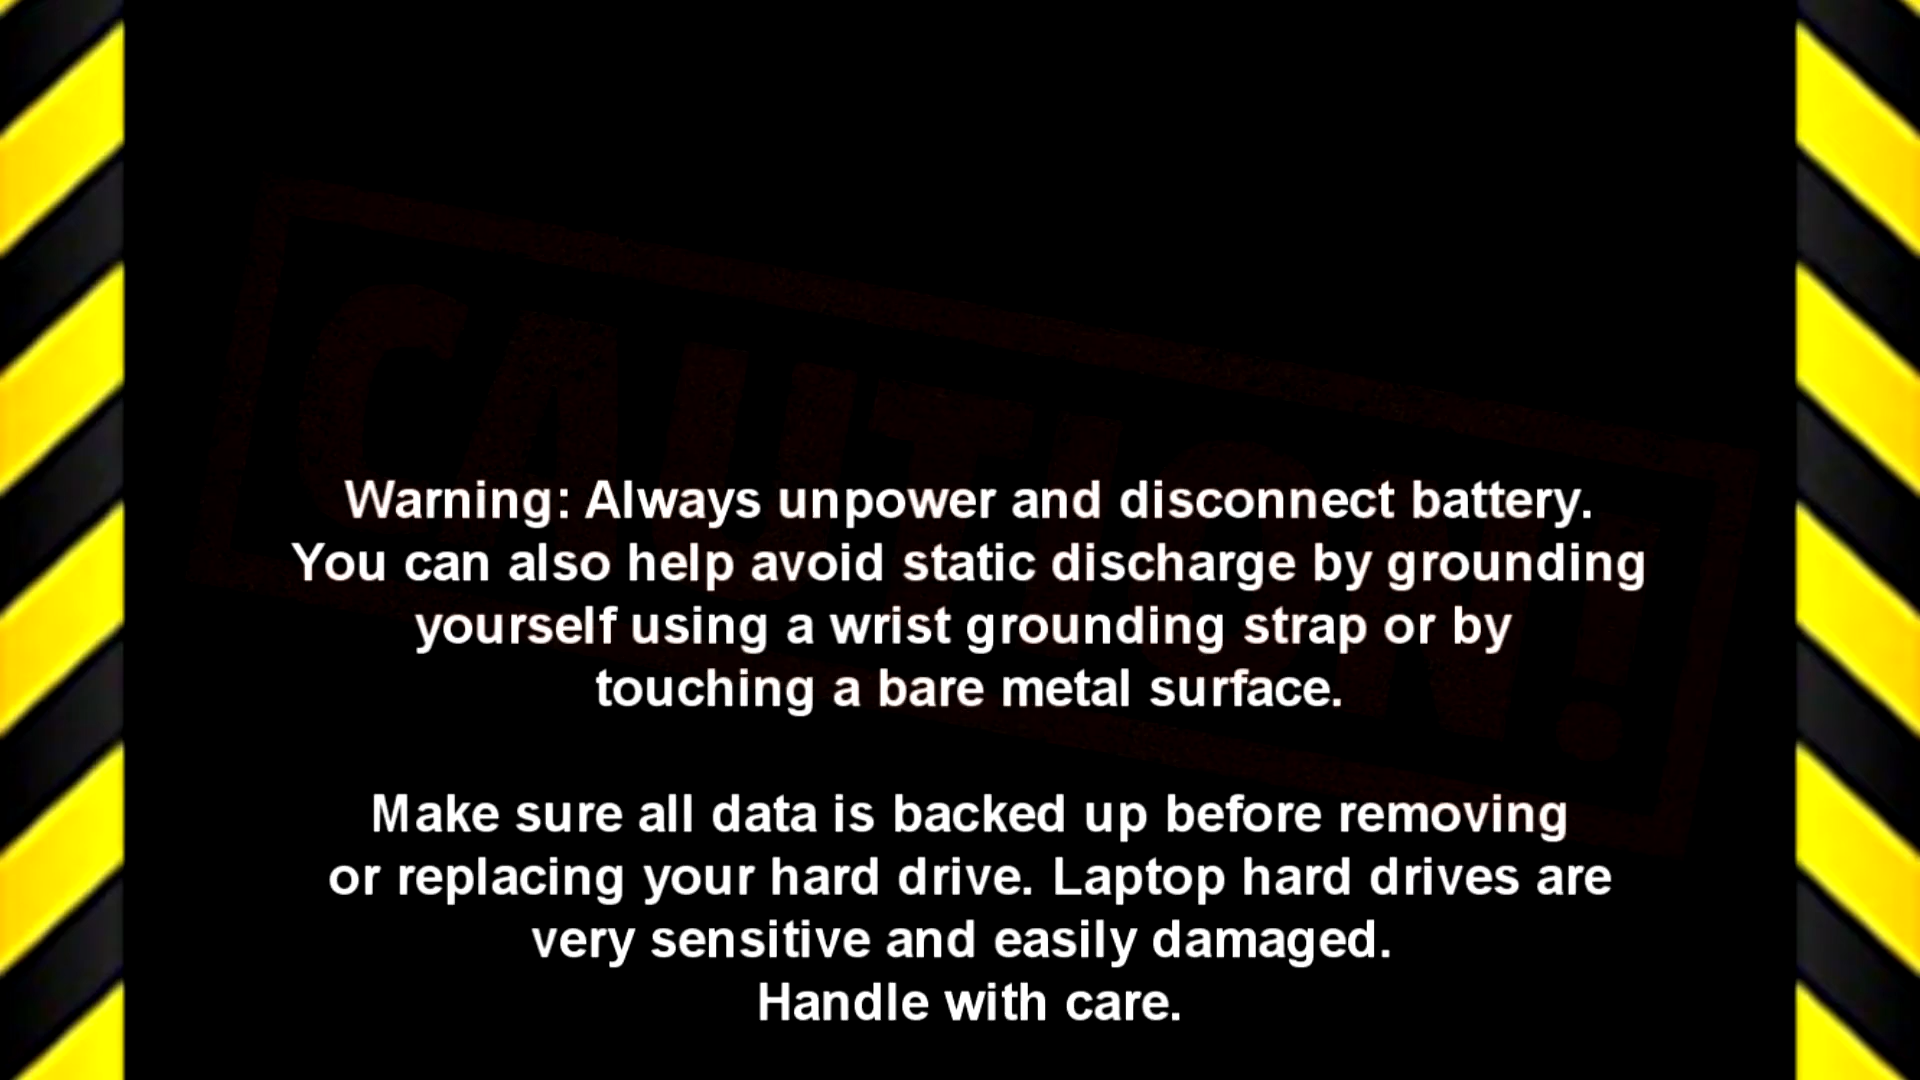 CAUTION!
Warning: Always unpower and disconnect battery.
You can also help avoid static discharge by grounding
yourself using a wrist grounding strap or by
touching a bare metal surface.
Make sure all data is backed up before removing
or replacing your hard drive. Laptop hard drives are
very sensitive and easily damaged.
Handle with care.